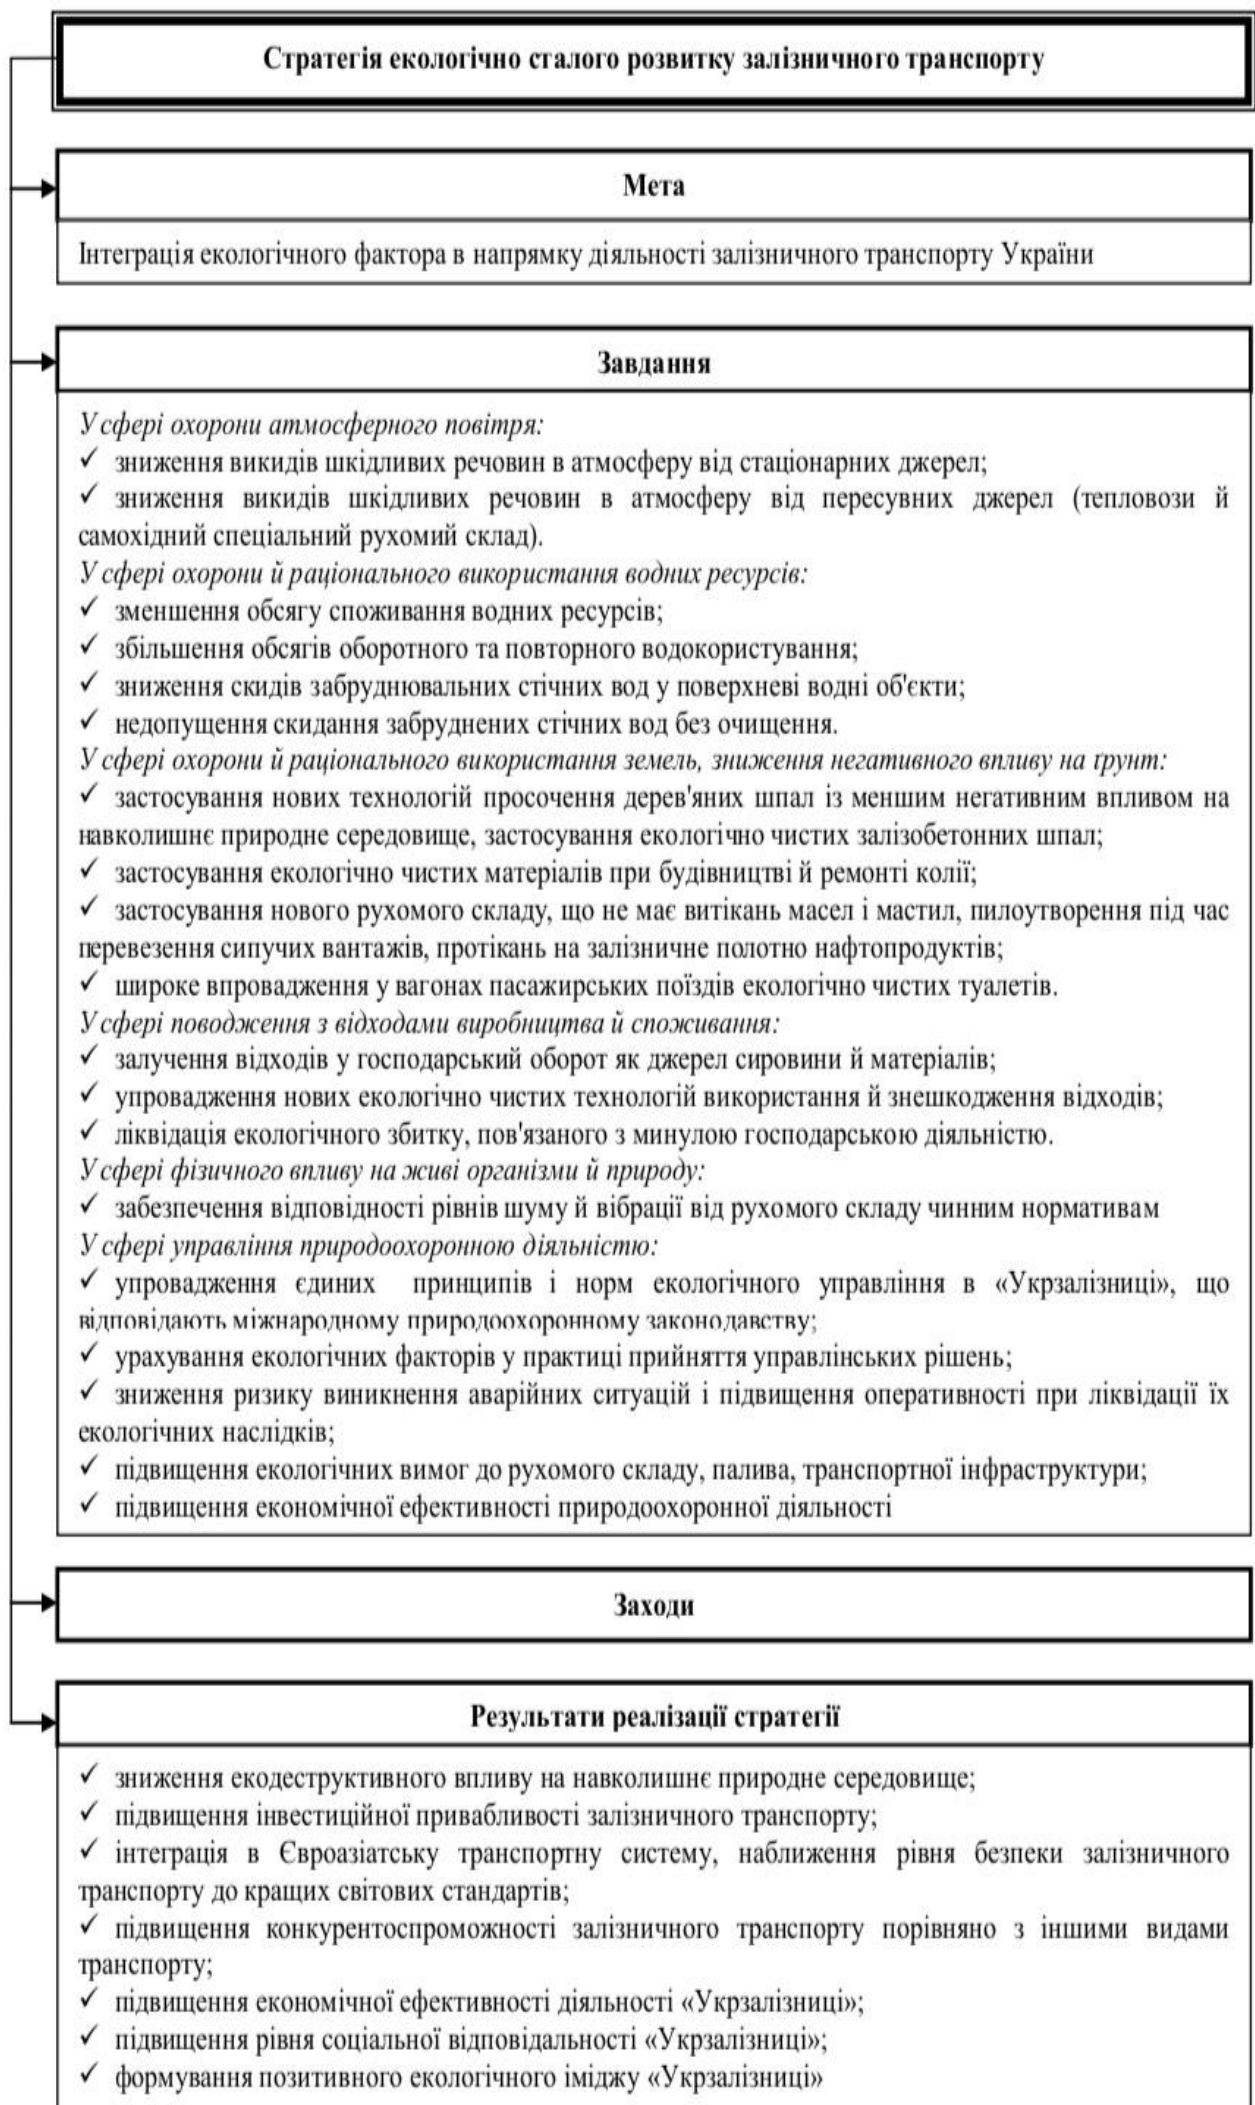 Стратегія екологічно сталого розвитку залізничного транспорту
Мета
Інтеграція екологічного фактора в напрямку діяльності залізничного транспорту України
Завдання
У сфері охорони атмосферного повітря:
✓ зниження викидів шкідливих речовин в атмосферу від стаціонарних джерел;
✓ зниження викидів шкідливих речовин в атмосферу від пересувних джерел (тепловози й
самохідний спеціальний рухомий склад).
У сфері охорони й раціонального використання водних ресурсів:
✓ зменшення обсягу споживання водних ресурсів;
✓ збільшення обсягів оборотного та повторного водокористування;
✓ зниження скидів забруднювальних стічних вод у поверхневі водні об'єкти;
✓ недопущення скидання забруднених стічних вод без очищення.
У сфері охорони й раціонального використання земель, зниження негативного впливу на ґрунт:
✓ застосування нових технологій просочення дерев'яних шпал із меншим негативним впливом на
навколишнє природне середовище, застосування екологічно чистих залізобетонних шпал;
✓ застосування екологічно чистих матеріалів при будівництві й ремонті колії;
✓ застосування нового рухомого складу, що не має витікань масел і мастил, пилоутворення під час
перевезення сипучих вантажів, протікань на залізничне полотно нафтопродуктів;
✓ широке впровадження у вагонах пасажирських поїздів екологічно чистих туалетів.
У сфері поводження з відходами виробництва й споживання:
✓ залучення відходів у господарський оборот як джерел сировини й матеріалів;
✓ упровадження нових екологічно чистих технологій використання й знешкодження відходів;
✓ ліквідація екологічного збитку, пов'язаного з минулою господарською діяльністю.
У сфері фізичного впливу на живі організми й природу:
✓ забезпечення відповідності рівнів шуму й вібрації від рухомого складу чинним нормативам
У сфері управління природоохоронною діяльністю:
✓ упровадження єдиних принципів і норм екологічного управління в «Укрзалізниці», що
відповідають міжнародному природоохоронному законодавству;
✓ урахування екологічних факторів у практиці прийняття управлінських рішень;
✓ зниження ризику виникнення аварійних ситуацій і підвищення оперативності при ліквідації їх
екологічних наслідків;
✓ підвищення екологічних вимог до рухомого складу, палива, транспортної інфраструктури;
✓ підвищення економічної ефективності природоохоронної діяльності
Заходи
Результати реалізації стратегії
✓ зниження екодеструктивного впливу на навколишнє природне середовище;
✓ підвищення інвестиційної привабливості залізничного транспорту;
✓ інтеграція в Євроазіатську транспортну систему, наближення рівня безпеки залізничного
транспорту до кращих світових стандартів;
✓ підвищення конкурентоспроможності залізничного транспорту порівняно з іншими видами
транспорту;
✓ підвищення економічної ефективності діяльності «Укрзалізниці»;
✓ підвищення рівня соціальної відповідальності «Укрзалізниці»;
✓ формування позитивного екологічного іміджу «Укрзалізниці»